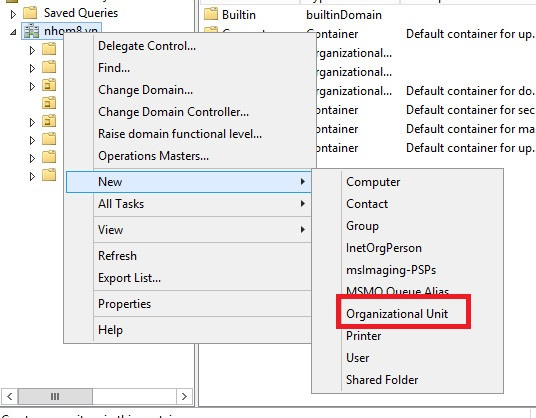 Saved Queries
Builtin builtinDomain
nhom8.vn
Container Default container for up.
Delegate Control...
Organizational...
Find...
Organizational...
Change Domain...
Organizational... Default container for do.
Change Domain Controller...
Container Default container for sec
Raise domain functional level...
Container Default container for ma
Operations Masters...
Container Default container for up.
New
Computer
All Tasks
Contact
View
Group
InetOrgPerson
Refresh
msImaging-PSPs
Export List...
MSMQ Queue Alias
Properties
Organizational Unit
Help
Printer
User
Shared Folder